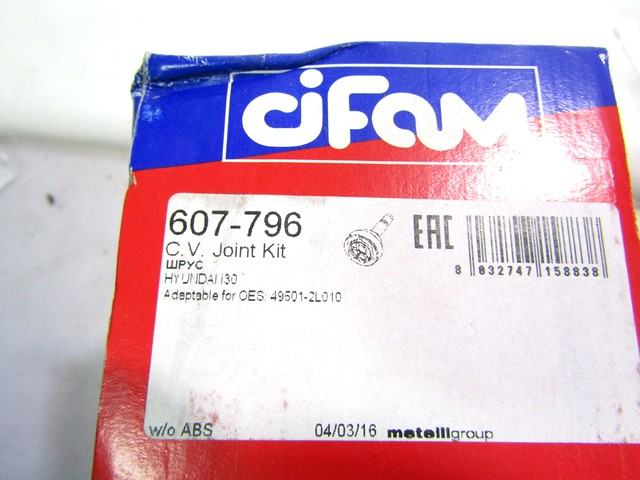 CIFAM
607-796
C.V. Joint Kit
ШРУС
HYUNDAI i30
Adaptable for OES: 49501-2L010
EAC
8 032747 158838
w/o ABS 04/03/16 metelligroup